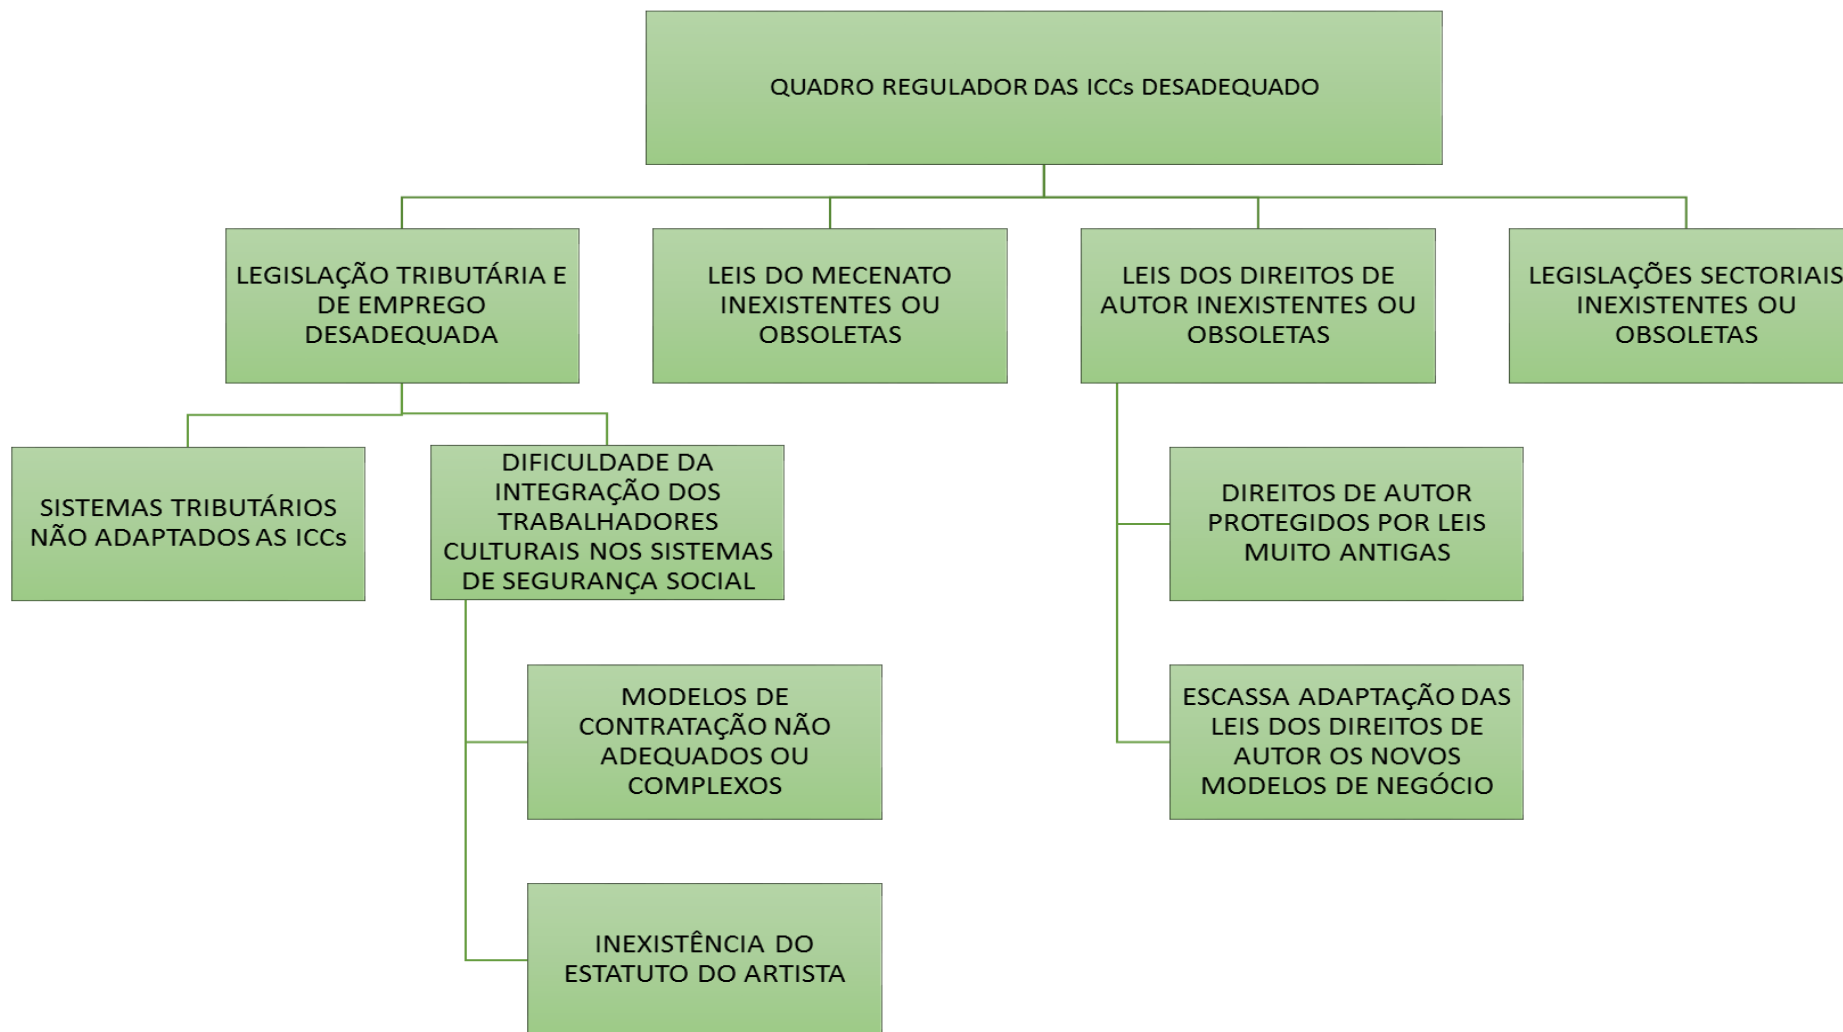 QUADRO REGULADOR DAS ICCs DESADEQUADO
LEGISLAÇÃO TRIBUTÁRIA E
DE EMPREGO
DESADEQUADA
LEIS DO MECENATO
INEXISTENTES OU
OBSOLETAS
LEIS DOS DIREITOS DE
AUTOR INEXISTENTES OU
OBSOLETAS
LEGISLAÇÕES SECTORIAIS
INEXISTENTES OU
OBSOLETAS
SISTEMAS TRIBUTÁRIOS
NÃO ADAPTADOS AS ICCs
DIFICULDADE DA
INTEGRAÇÃO DOS
TRABALHADORES
CULTURAIS NOS SISTEMAS
DE SEGURANÇA SOCIAL
MODELOS DE
CONTRATAÇÃO NÃO
ADEQUADOS OU
COMPLEXOS
INEXISTÊNCIA DO
ESTATUTO DO ARTISTA
DIREITOS DE AUTOR
PROTEGIDOS POR LEIS
MUITO ANTIGAS
ESCASSA ADAPTAÇÃO DAS
LEIS DOS DIREITOS DE
AUTOR OS NOVOS
MODELOS DE NEGÓCIO